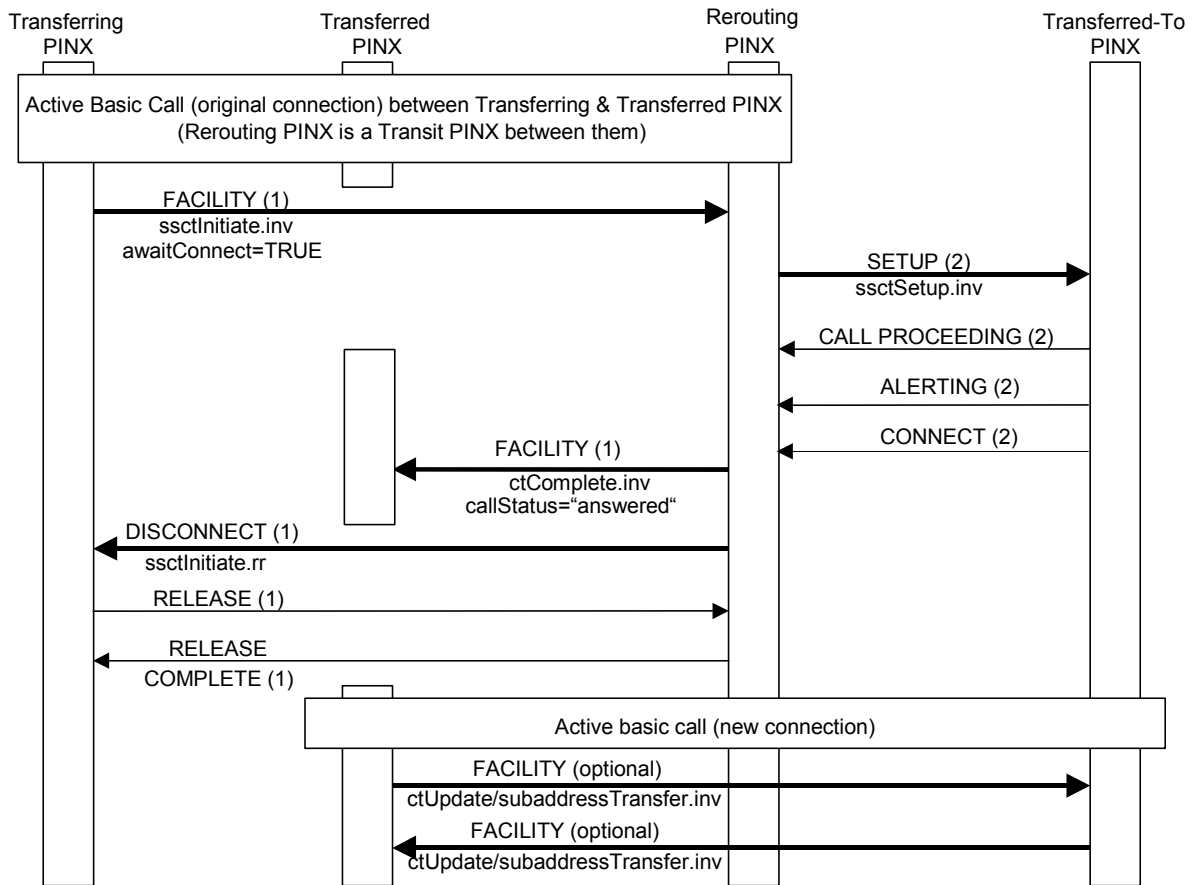 Transferring PINX
Transferred PINX
Rerouting PINX
Transferred-To PINX
Active Basic Call (original connection) between Transferring & Transferred PINX
(Rerouting PINX is a Transit PINX between them)
FACILITY (1)
ssctInitiate.inv
awaitConnect=TRUE
SETUP (2)
ssctSetup.inv
CALL PROCEEDING (2)
ALERTING (2)
CONNECT (2)
FACILITY (1)
ctComplete.inv
callStatus=“answered“
DISCONNECT (1)
ssctInitiate.rr
RELEASE (1)
RELEASE
COMPLETE (1)
Active basic call (new connection)
FACILITY (optional)
ctUpdate/subaddressTransfer.inv
FACILITY (optional)
ctUpdate/subaddressTransfer.inv